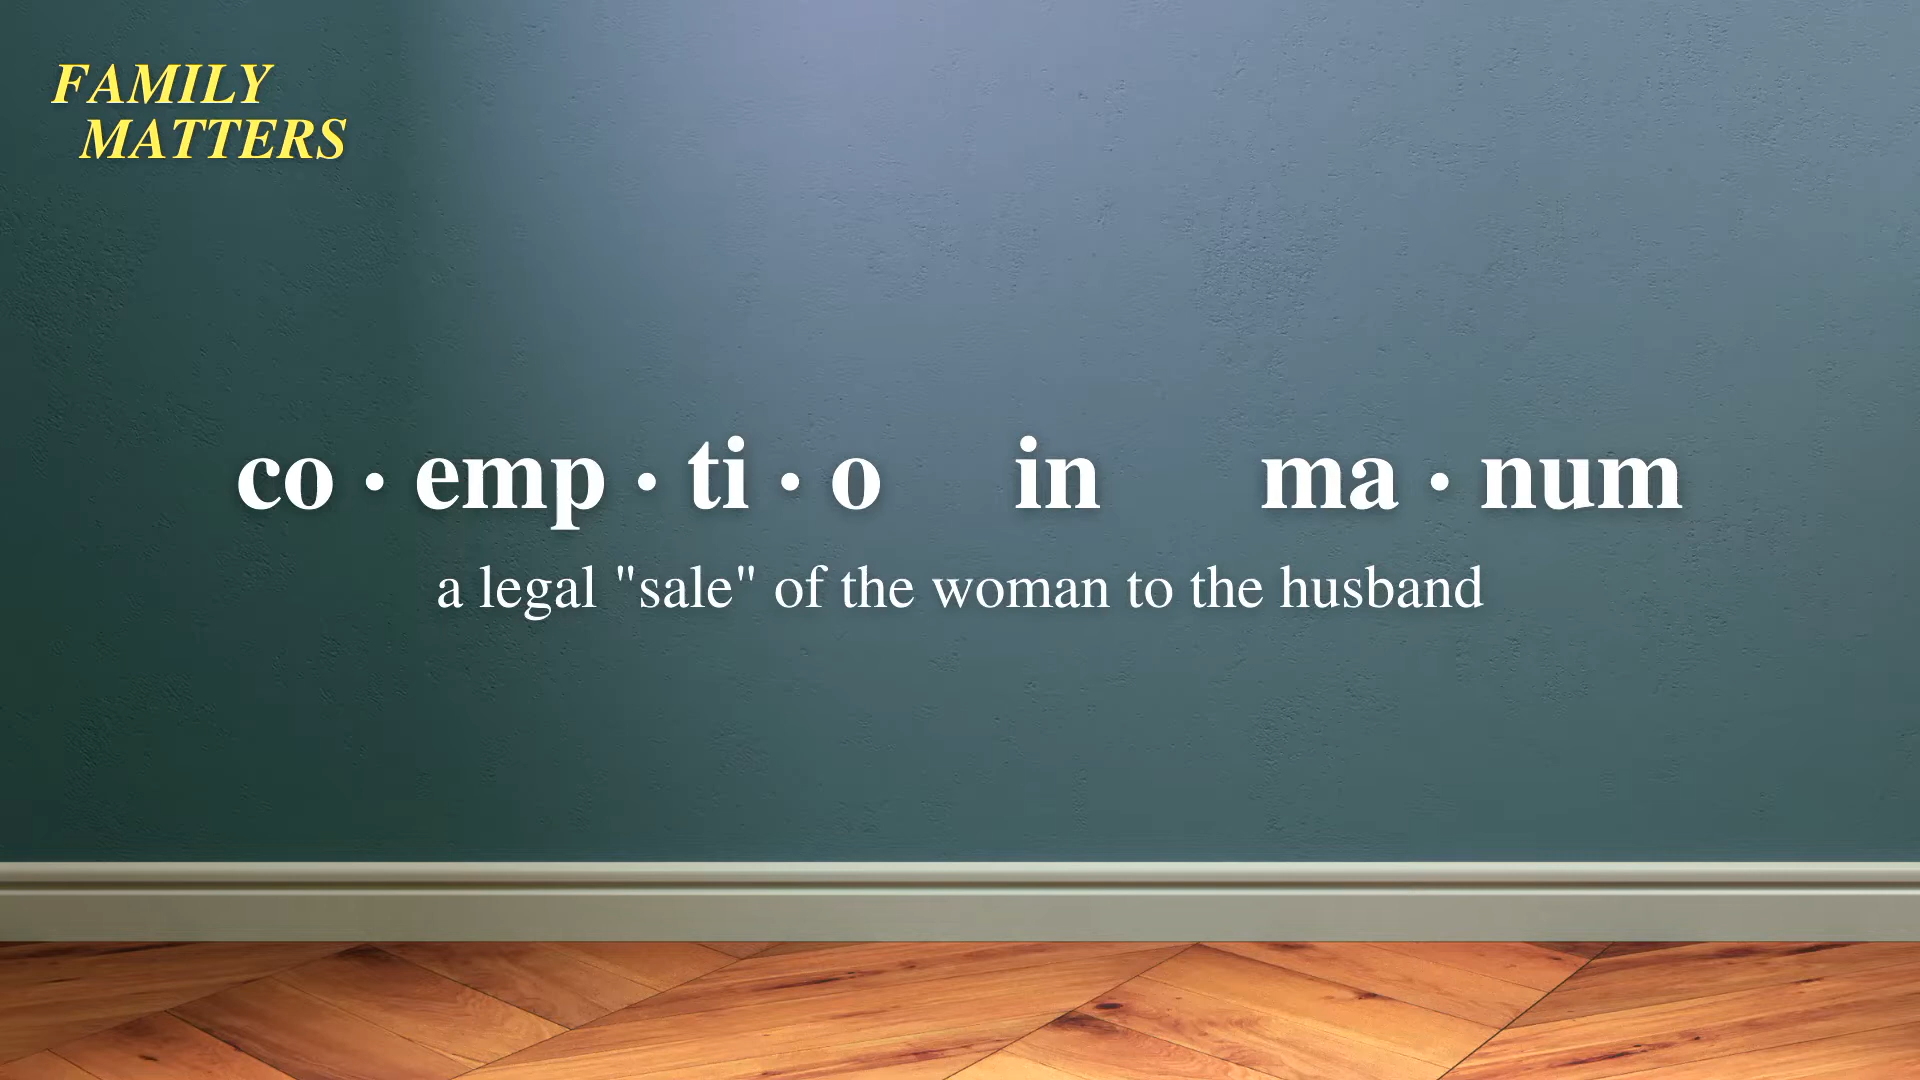 FAMILY
MATTERS
co · emp · ti · o in ma · num
a legal "sale" of the woman to the husband